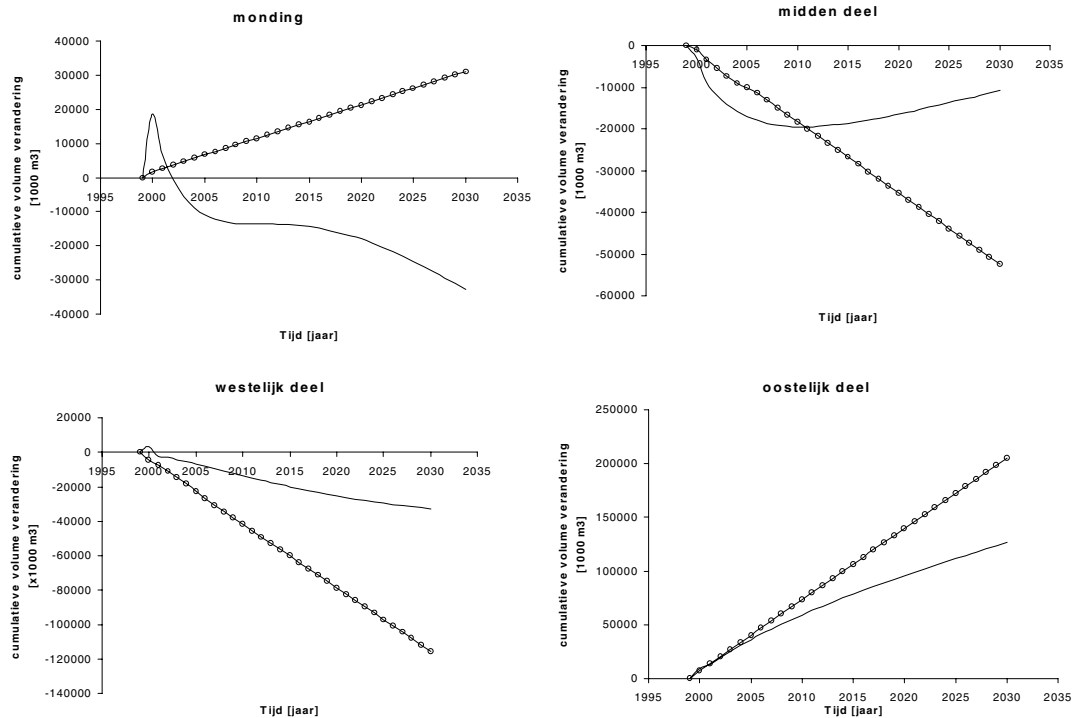 monding
40000
30000
20000
10000
0
-10000
-20000
-30000
-40000
1995 2000 2005 2010 2015 2020 2025 2030 2035
cumulatieve volume verandering
[1000 m3]
Tijd [jaar]
midden deel
0
-10000
-20000
-30000
-40000
-50000
-60000
1995 2000 2005 2010 2015 2020 2025 2030 2035
cumulatieve volume verandering
[1000 m3]
Tijd [jaar]
westelijk deel
20000
0
-20000
-40000
-60000
-80000
-100000
-120000
-140000
1995 2000 2005 2010 2015 2020 2025 2030 2035
cumulatieve volume verandering
[x1000 m3]
Tijd [jaar]
oostelijk deel
250000
200000
150000
100000
50000
0
1995 2000 2005 2010 2015 2020 2025 2030 2035
cumulatieve volume verandering
[1000 m3]
Tijd [jaar]